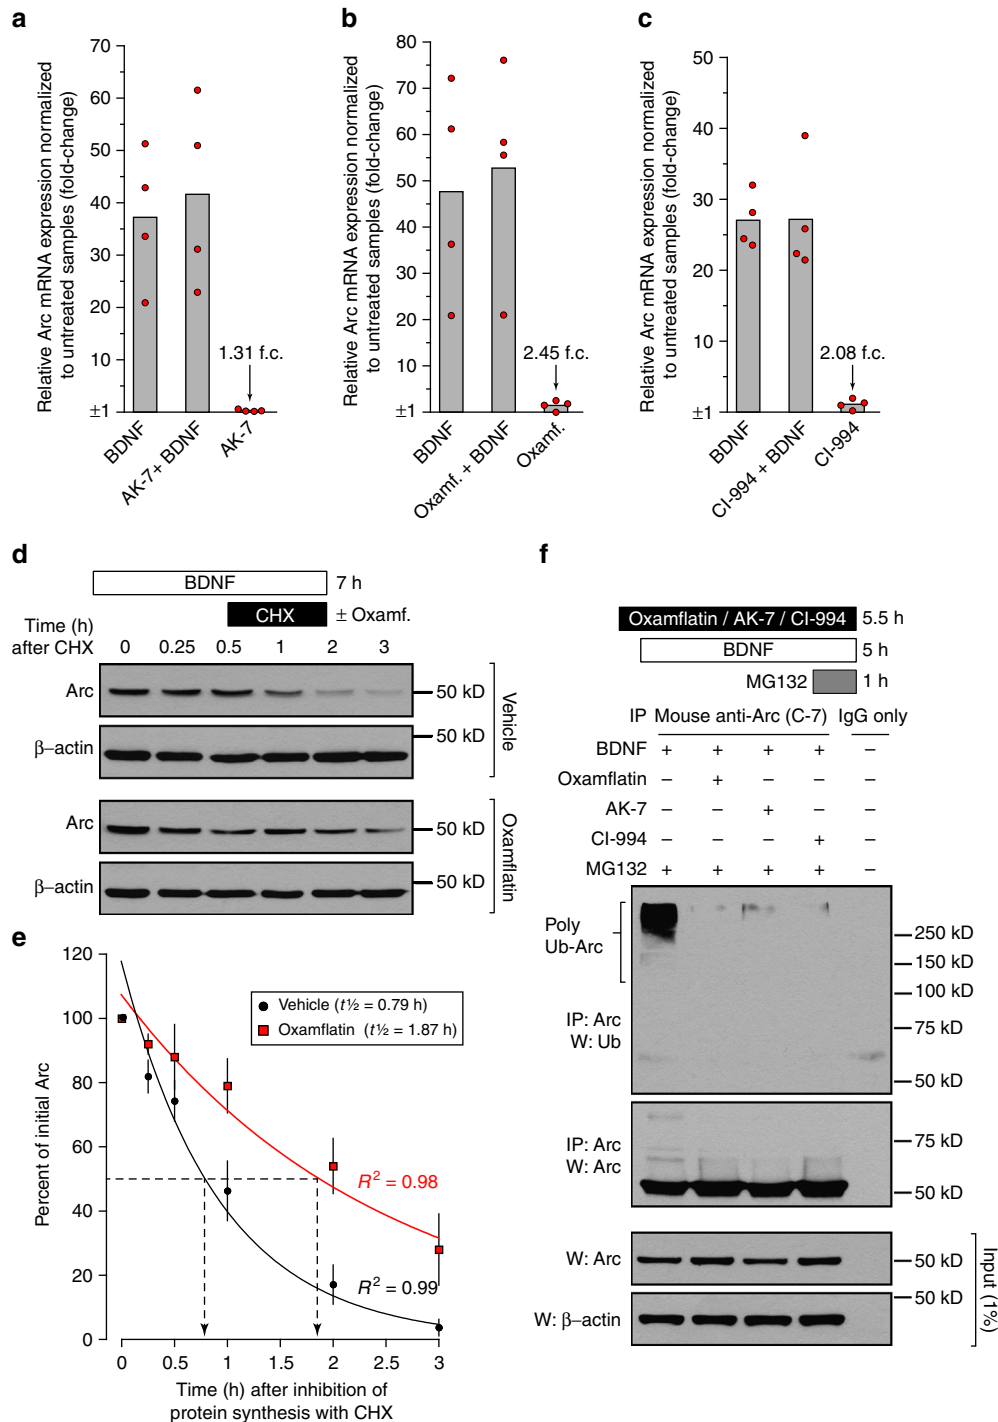 a
Relative Arc mRNA expression normalized
to untreated samples (fold-change)
70
60
50
40
30
20
10
±1
1.31 f.c.
BDNF
AK-7+ BDNF
AK-7
b
Relative Arc mRNA expression normalized
to untreated samples (fold-change)
80
70
60
50
40
30
20
10
±1
2.45 f.c.
BDNF
Oxamf. + BDNF
Oxamf.
c
Relative Arc mRNA expression normalized
to untreated samples (fold-change)
50
40
30
20
10
±1
2.08 f.c.
BDNF
CI-994 + BDNF
CI-994
d
BDNF 7 h
CHX ± Oxamf.
Time (h)
after CHX 0 0.25 0.5 1 2 3
Arc 50 kD
β–actin 50 kD
Vehicle
Arc 50 kD
β–actin 50 kD
Oxamflatin
e
Percent of initial Arc
120
100
80
60
40
20
0
Vehicle (t½ = 0.79 h)
Oxamflatin (t½ = 1.87 h)
R² = 0.98
R² = 0.99
0 0.5 1 1.5 2 2.5 3
Time (h) after inhibition of
protein synthesis with CHX
f
Oxamflatin / AK-7 / CI-994 5.5 h
BDNF 5 h
MG132 1 h
IP Mouse anti-Arc (C-7) IgG only
BDNF + + + + –
Oxamflatin – + – – –
AK-7 – – + – –
CI-994 – – – + –
MG132 + + + + –
Poly
Ub-Arc
250 kD
150 kD
100 kD
75 kD
50 kD
IP: Arc
W: Ub
IP: Arc
W: Arc
75 kD
50 kD
W: Arc 50 kD
W: β–actin 50 kD
Input (1%)